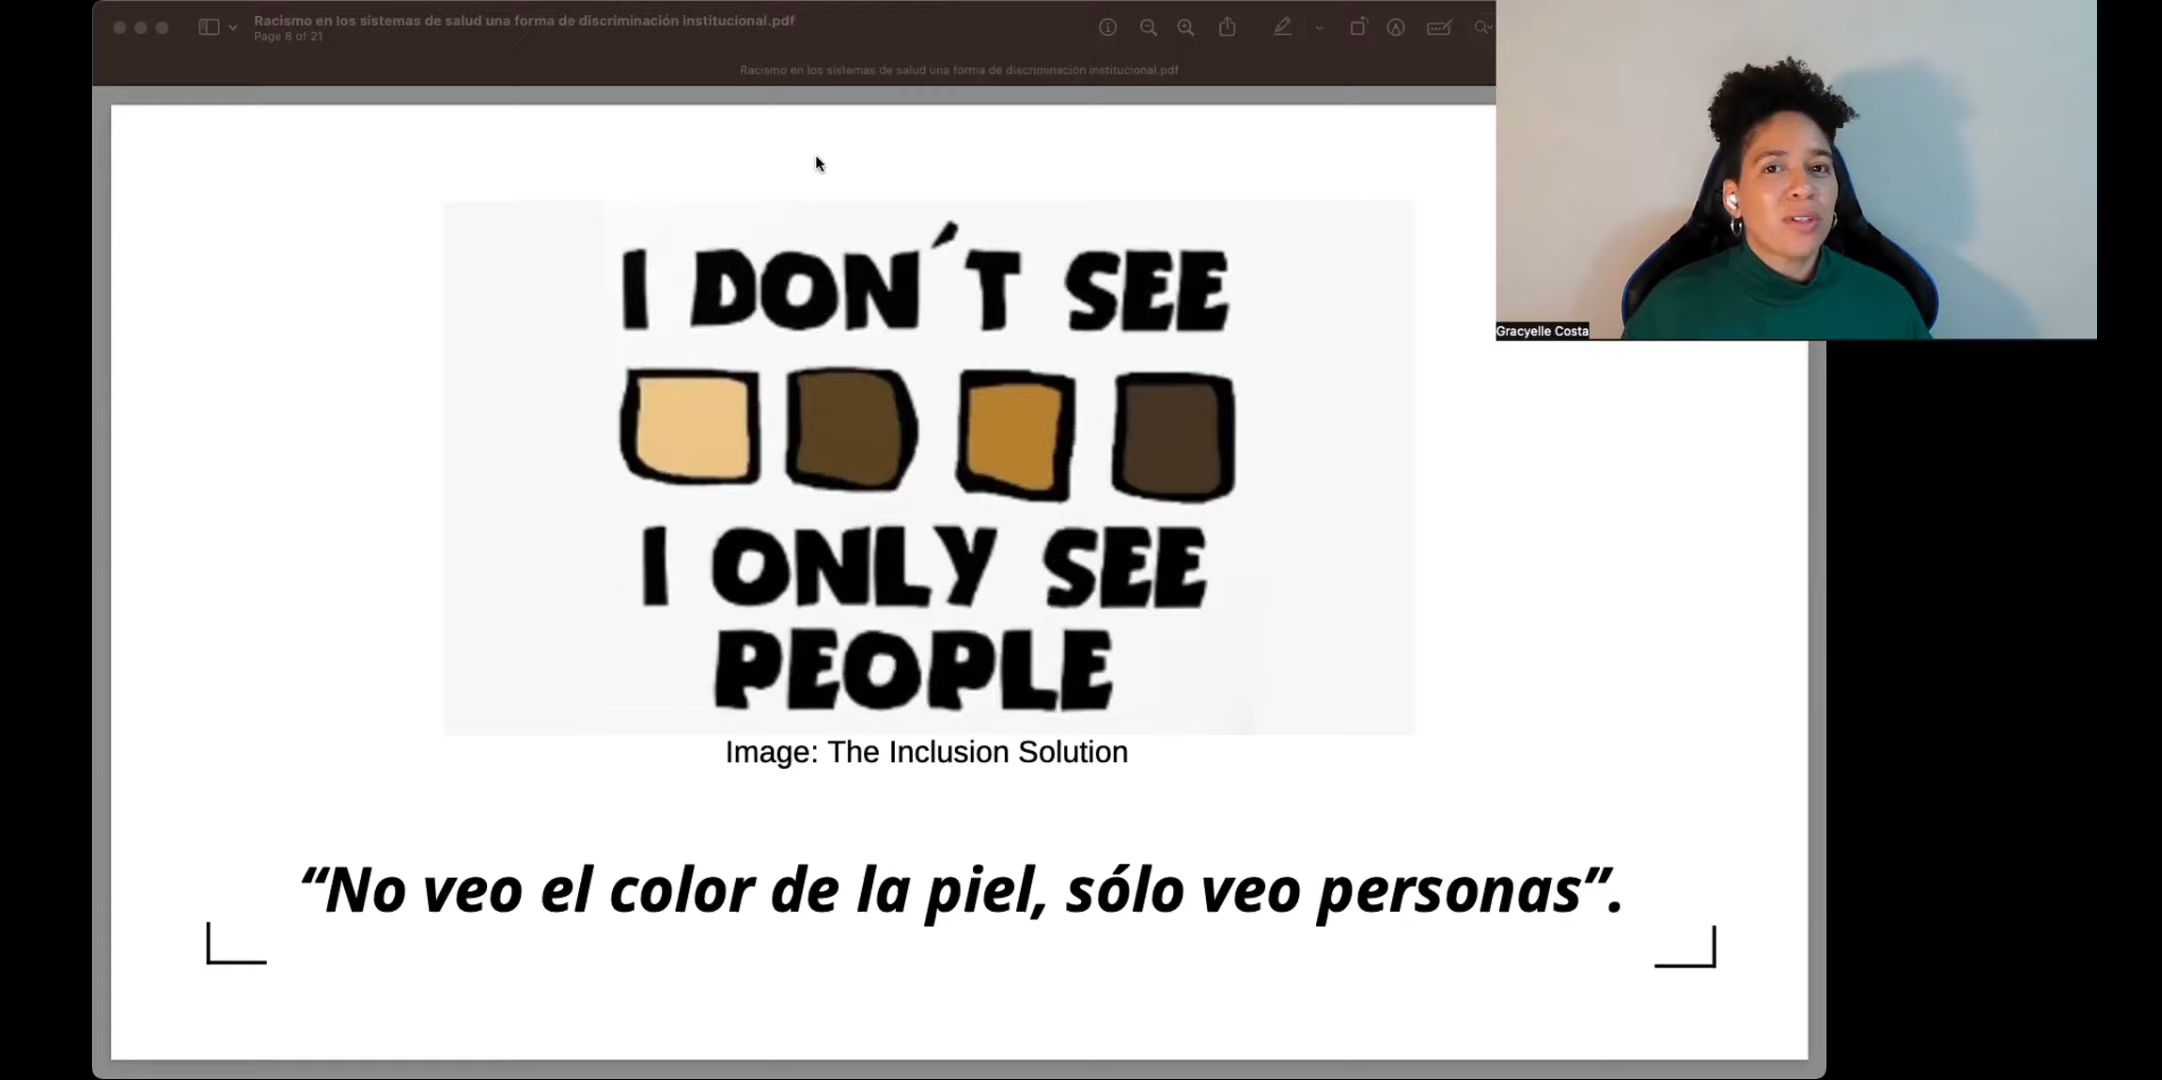 Racismo en los sistemas de salud una forma de discriminación institucional.pdf
Page 8 of 21
Racismo en los sistemas de salud una forma de discriminación institucional.pdf
I DON´T SEE
I ONLY SEE
PEOPLE
Image: The Inclusion Solution
“No veo el color de la piel, sólo veo personas”.
Gracyelle Costa